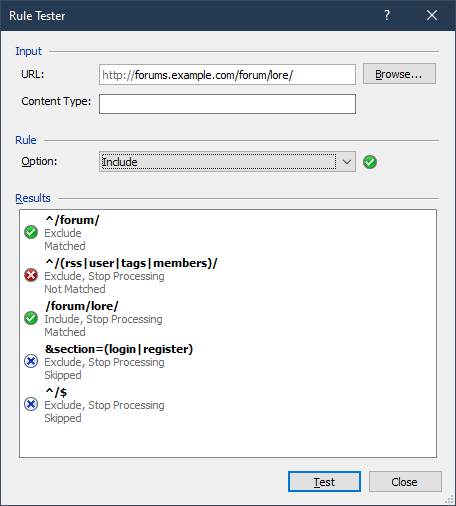 Rule Tester
?
Input
URL:
http://forums.example.com/forum/lore/
Browse...
Content Type:
Rule
Option:
Include
Results
^/forum/
Exclude
Matched
^/(rss|user|tags|members)/
Exclude, Stop Processing
Not Matched
/forum/lore/
Include, Stop Processing
Matched
&section=(login|register)
Exclude, Stop Processing
Skipped
^/$
Exclude, Stop Processing
Skipped
Test
Close